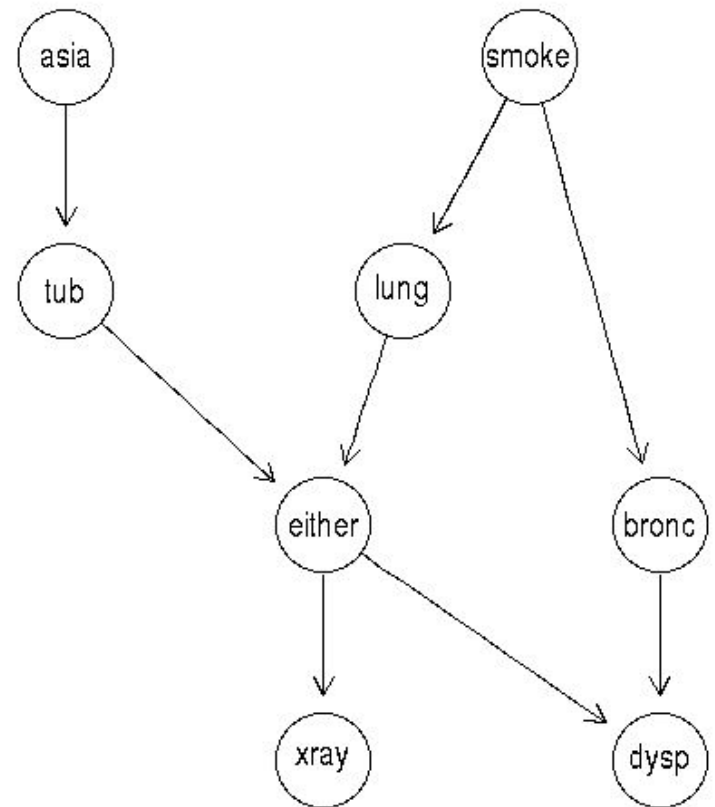 asia
smoke
tub
lung
either
bronc
xray
dysp